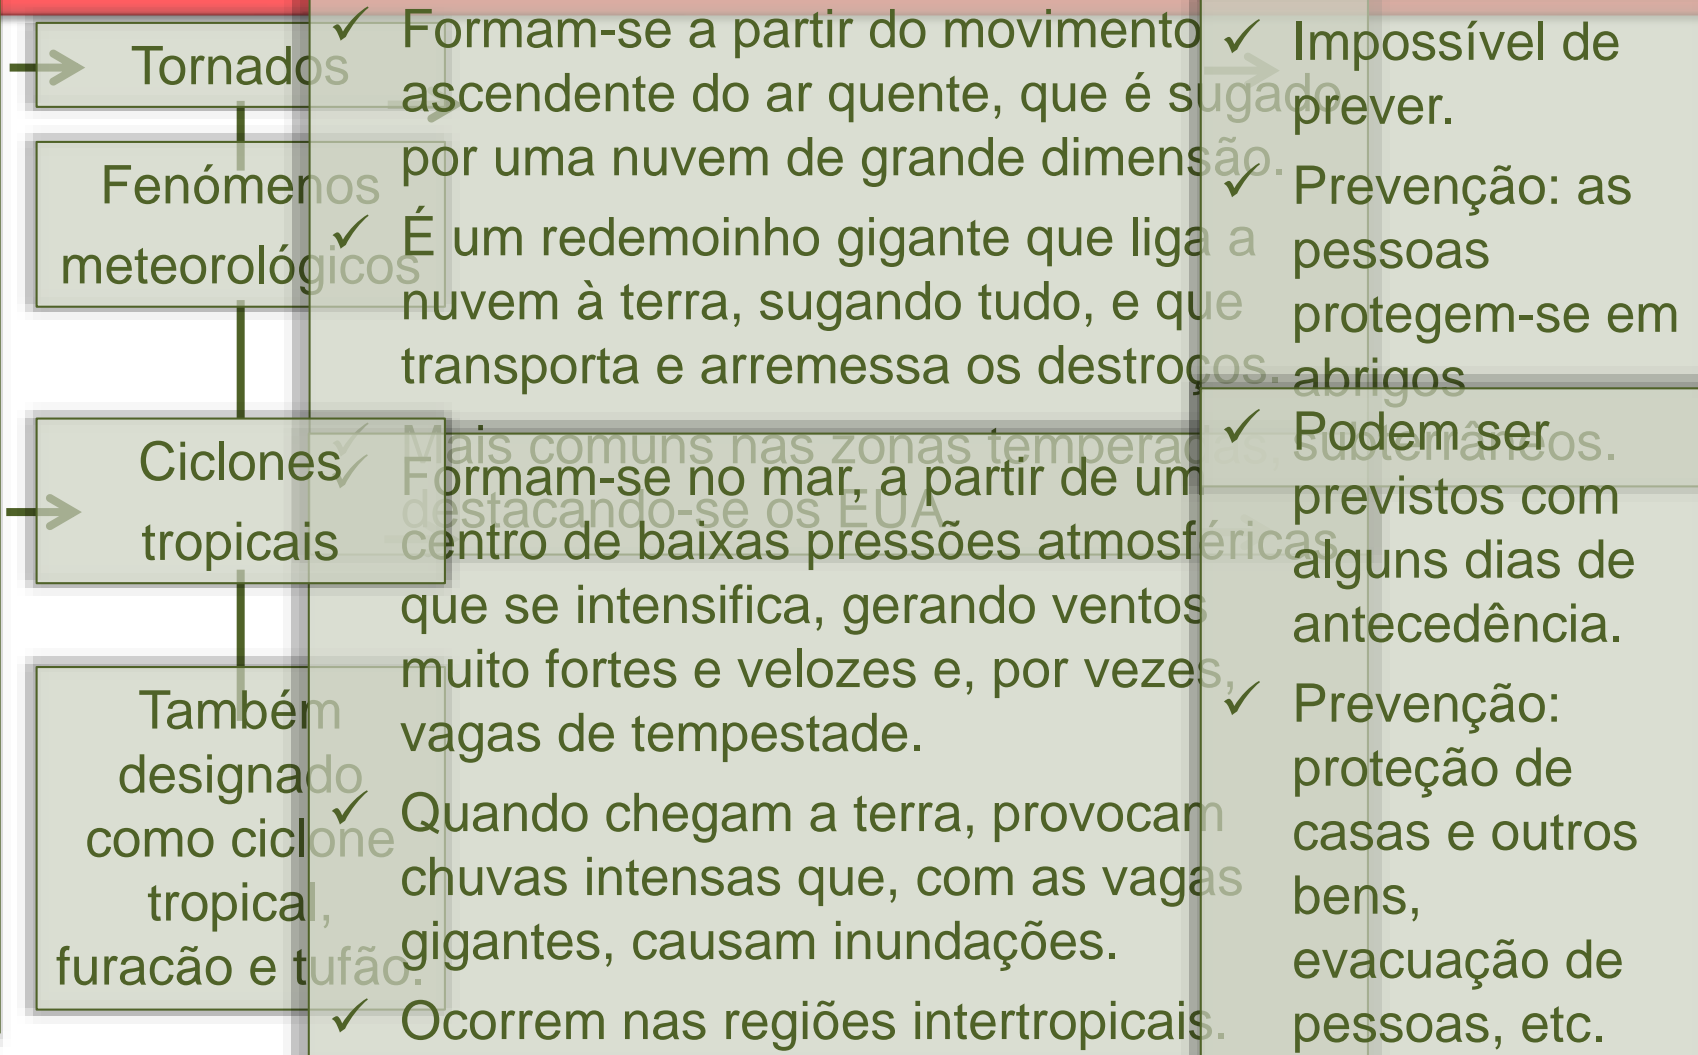 Tornados
Fenómenos
meteorológicos
Ciclones
tropicais
Também
designado
como ciclone
tropical,
furacão e tufão.
✓ Formam-se a partir do movimento
ascendente do ar quente, que é sugado
por uma nuvem de grande dimensão.
✓ É um redemoinho gigante que liga a
nuvem à terra, sugando tudo, e que
transporta e arremessa os destroços.
✓ Mais comuns nas zonas temperadas,
destacando-se os EUA
✓ Formam-se no mar, a partir de um
centro de baixas pressões atmosféricas
que se intensifica, gerando ventos
muito fortes e velozes e, por vezes,
vagas de tempestade.
✓ Quando chegam a terra, provocam
chuvas intensas que, com as vagas
gigantes, causam inundações.
✓ Ocorrem nas regiões intertropicais.
✓ Impossível de
prever.
✓ Prevenção: as
pessoas
protegem-se em
abrigos
subterrâneos.
✓ Podem ser
previstos com
alguns dias de
antecedência.
✓ Prevenção:
proteção de
casas e outros
bens,
evacuação de
pessoas, etc.